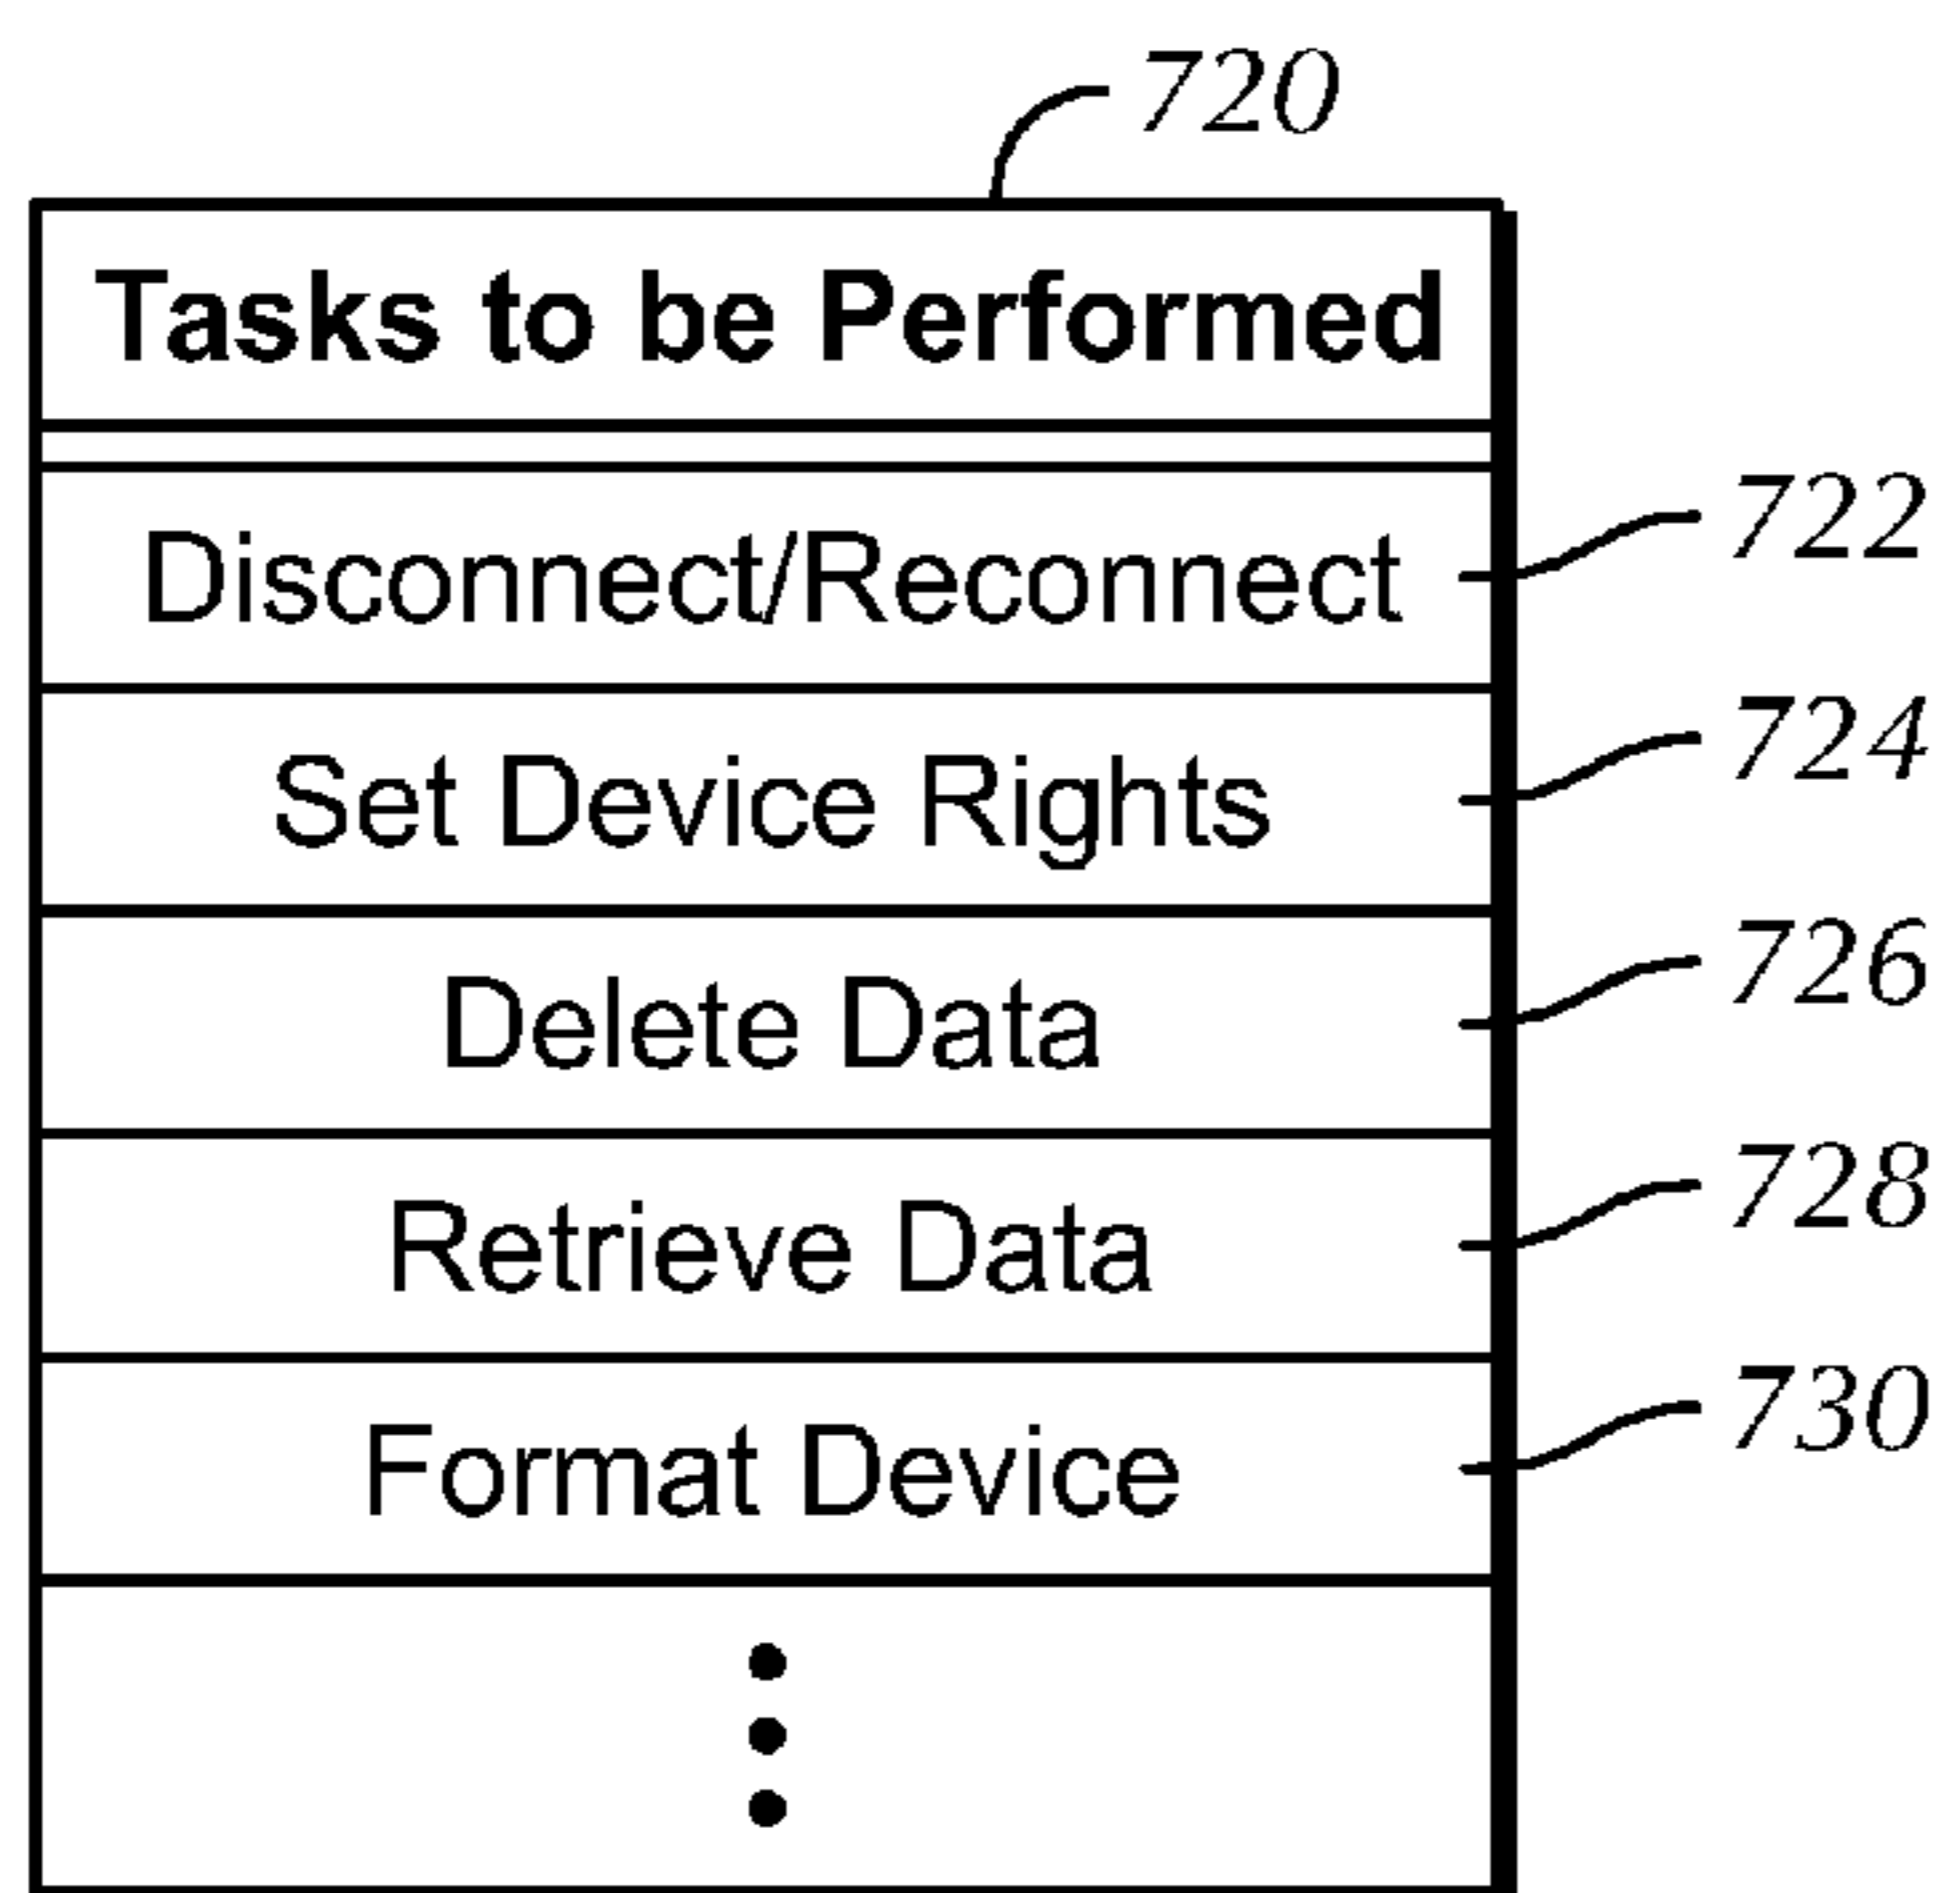 720
Tasks to be Performed
Disconnect/Reconnect 722
Set Device Rights 724
Delete Data 726
Retrieve Data 728
Format Device 730